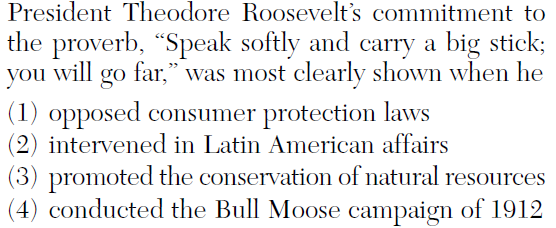 President Theodore Roosevelt’s commitment to
the proverb, “Speak softly and carry a big stick;
you will go far,” was most clearly shown when he
(1) opposed consumer protection laws
(2) intervened in Latin American affairs
(3) promoted the conservation of natural resources
(4) conducted the Bull Moose campaign of 1912